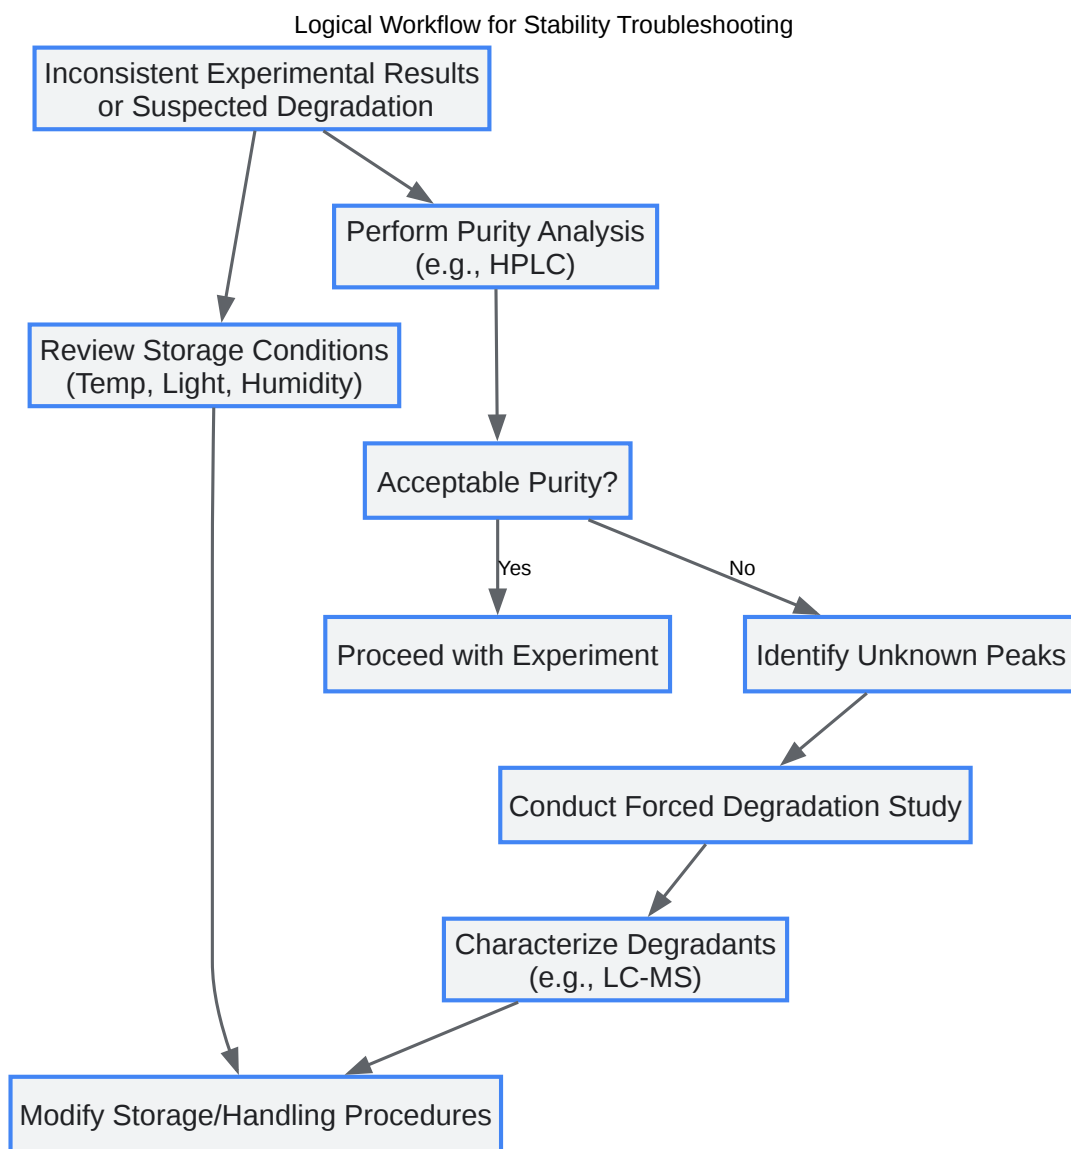 Logical Workflow for Stability Troubleshooting
Inconsistent Experimental Results
or Suspected Degradation
Perform Purity Analysis
(e.g., HPLC)
Review Storage Conditions
(Temp, Light, Humidity)
Acceptable Purity?
Yes
No
Proceed with Experiment
Identify Unknown Peaks
Conduct Forced Degradation Study
Characterize Degradants
(e.g., LC-MS)
Modify Storage/Handling Procedures